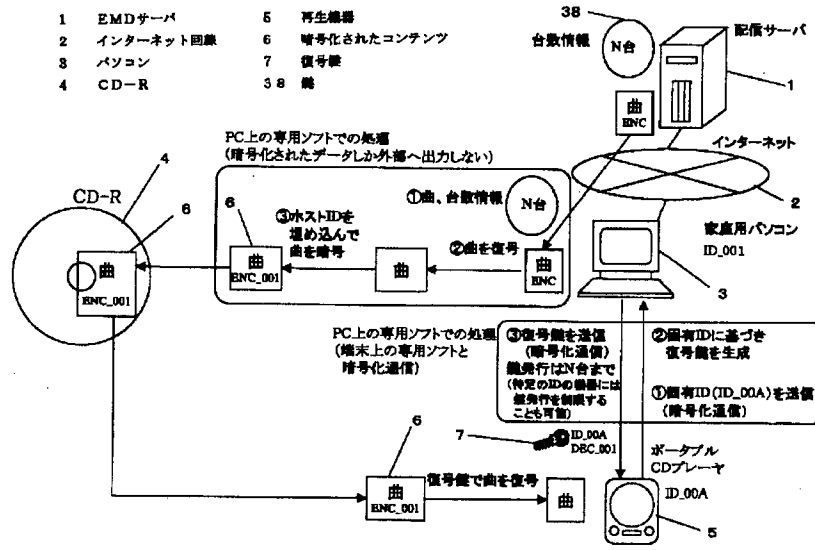 1 EMDサーバ
2 インターネット回線
3 パソコン
4 CD-R
5 再生機器
6 暗号化されたコンテンツ
7 復号鍵
38 鍵
38
台数情報
N台
配信サーバ
1
曲
ENC
インターネット
2
家庭用パソコン
ID_001
3
PC上の専用ソフトでの処理
(暗号化されたデータしか外部へ出力しない)
①曲、台数情報
N台
②曲を復号
曲
ENC
曲
③ホストIDを
埋め込んで
曲を暗号
6
曲
ENC_001
4
CD-R
6
曲
ENC_001
PC上の専用ソフトでの処理
(端末上の専用ソフトと
暗号化通信)
③復号鍵を送信
(暗号化通信)
鍵発行はN台まで
(特定のIDの機器には
鍵発行を制限する
ことも可能)
②固有IDに基づき
復号鍵を生成
①固有ID(ID_00A)を送信
(暗号化通信)
7
ID_00A
DEC_001
ポータブル
CDプレーヤ
ID_00A
5
6
曲
ENC_001
復号鍵で曲を復号
曲